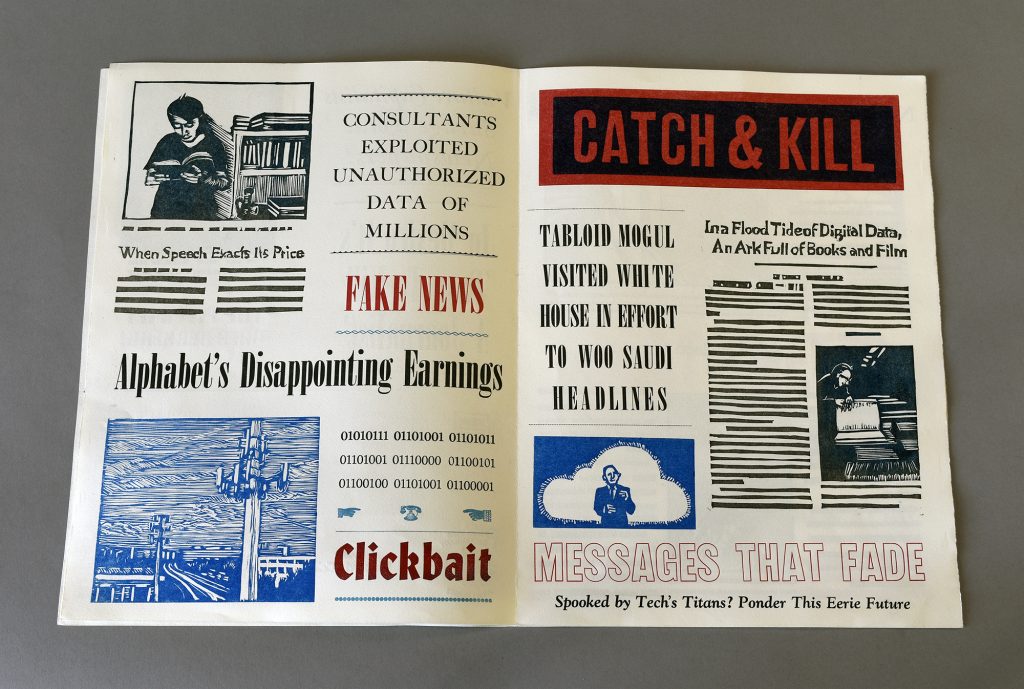 When Speech Exacts Its Price
CONSULTANTS
EXPLOITED
UNAUTHORIZED
DATA OF
MILLIONS
FAKE NEWS
Alphabet's Disappointing Earnings
01010111 01101001 01101011
01101001 01110000 01100101
01100100 01101001 01100001
Clickbait
CATCH & KILL
TABLOID MOGUL
VISITED WHITE
HOUSE IN EFFORT
TO WOO SAUDI
HEADLINES
In a Flood Tide of Digital Data,
An Ark Full of Books and Film
MESSAGES THAT FADE
Spooked by Tech's Titans? Ponder This Eerie Future